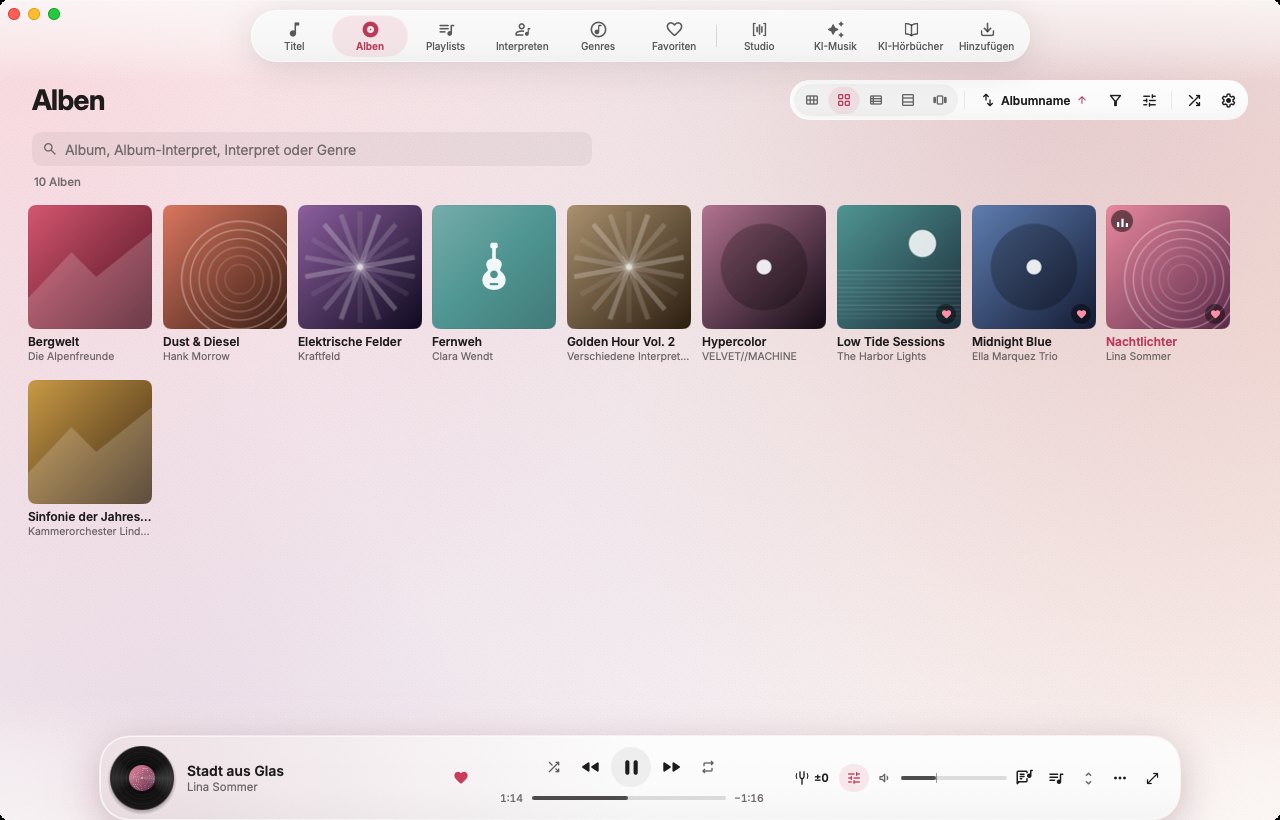 Titel
Alben
Playlists
Interpreten
Genres
Favoriten
Studio
KI-Musik
KI-Hörbücher
Hinzufügen
Alben
Albumname
Album, Album-Interpret, Interpret oder Genre
10 Alben
Bergwelt
Die Alpenfreunde
Dust & Diesel
Hank Morrow
Elektrische Felder
Kraftfeld
Fernweh
Clara Wendt
Golden Hour Vol. 2
Verschiedene Interpret...
Hypercolor
VELVET//MACHINE
Low Tide Sessions
The Harbor Lights
Midnight Blue
Ella Marquez Trio
Nachtlichter
Lina Sommer
Sinfonie der Jahres...
Kammerorchester Lind...
Stadt aus Glas
Lina Sommer
1:14
−1:16
±0